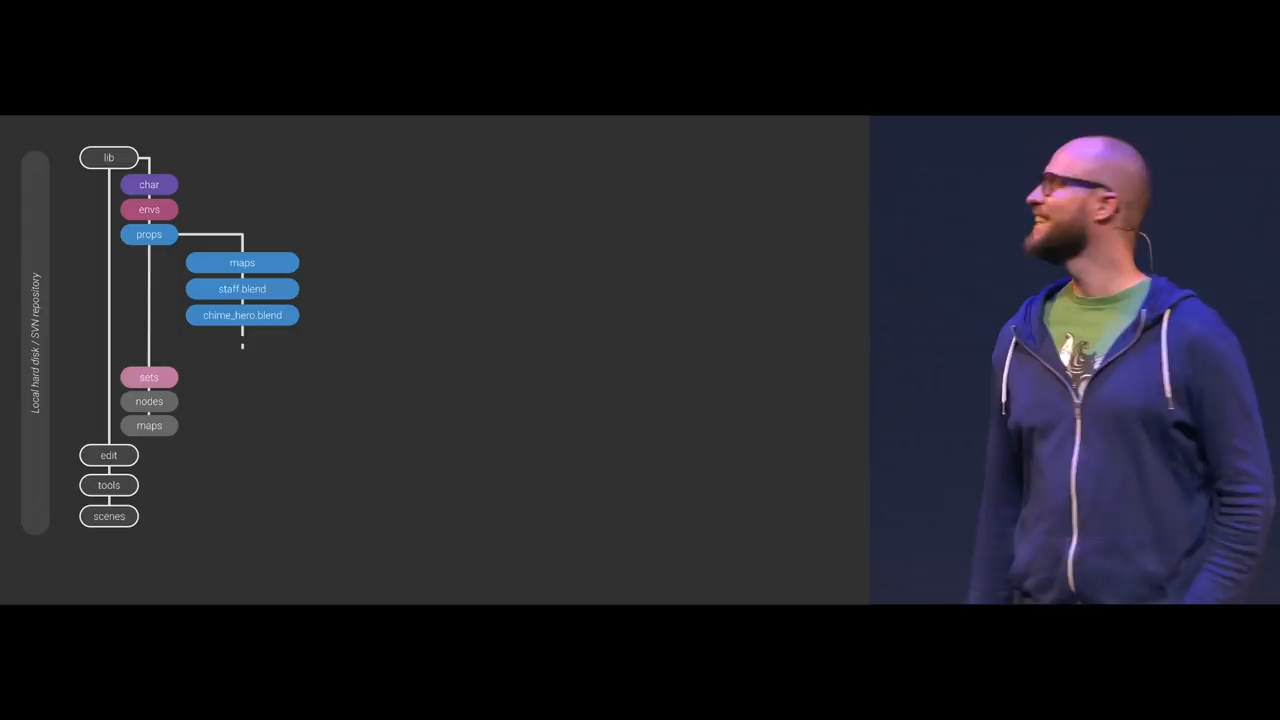 Local hard disk / SVN repository
lib
char
envs
props
maps
staff.blend
chime_hero.blend
sets
nodes
maps
edit
tools
scenes